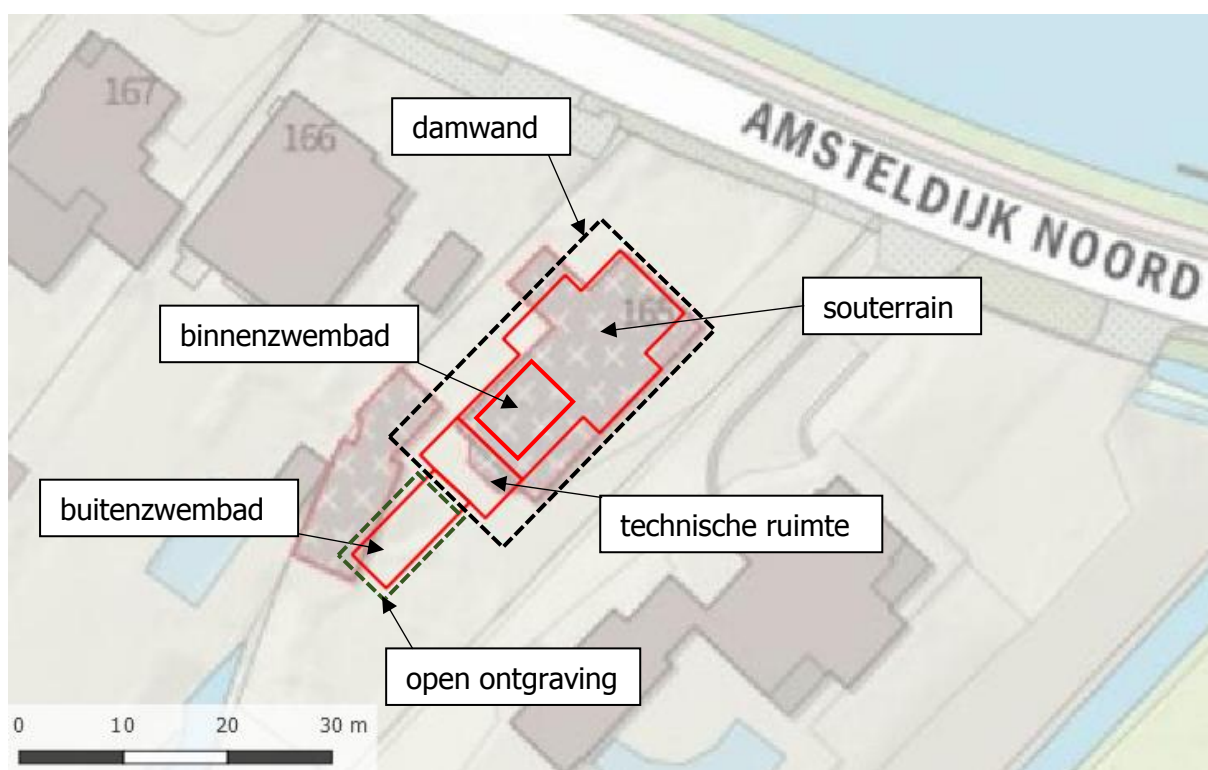 167
166
damwand
AMSTELDIJK NOORD
165
souterrain
binnenzwembad
buitenzwembad
technische ruimte
open ontgraving
0 10 20 30 m